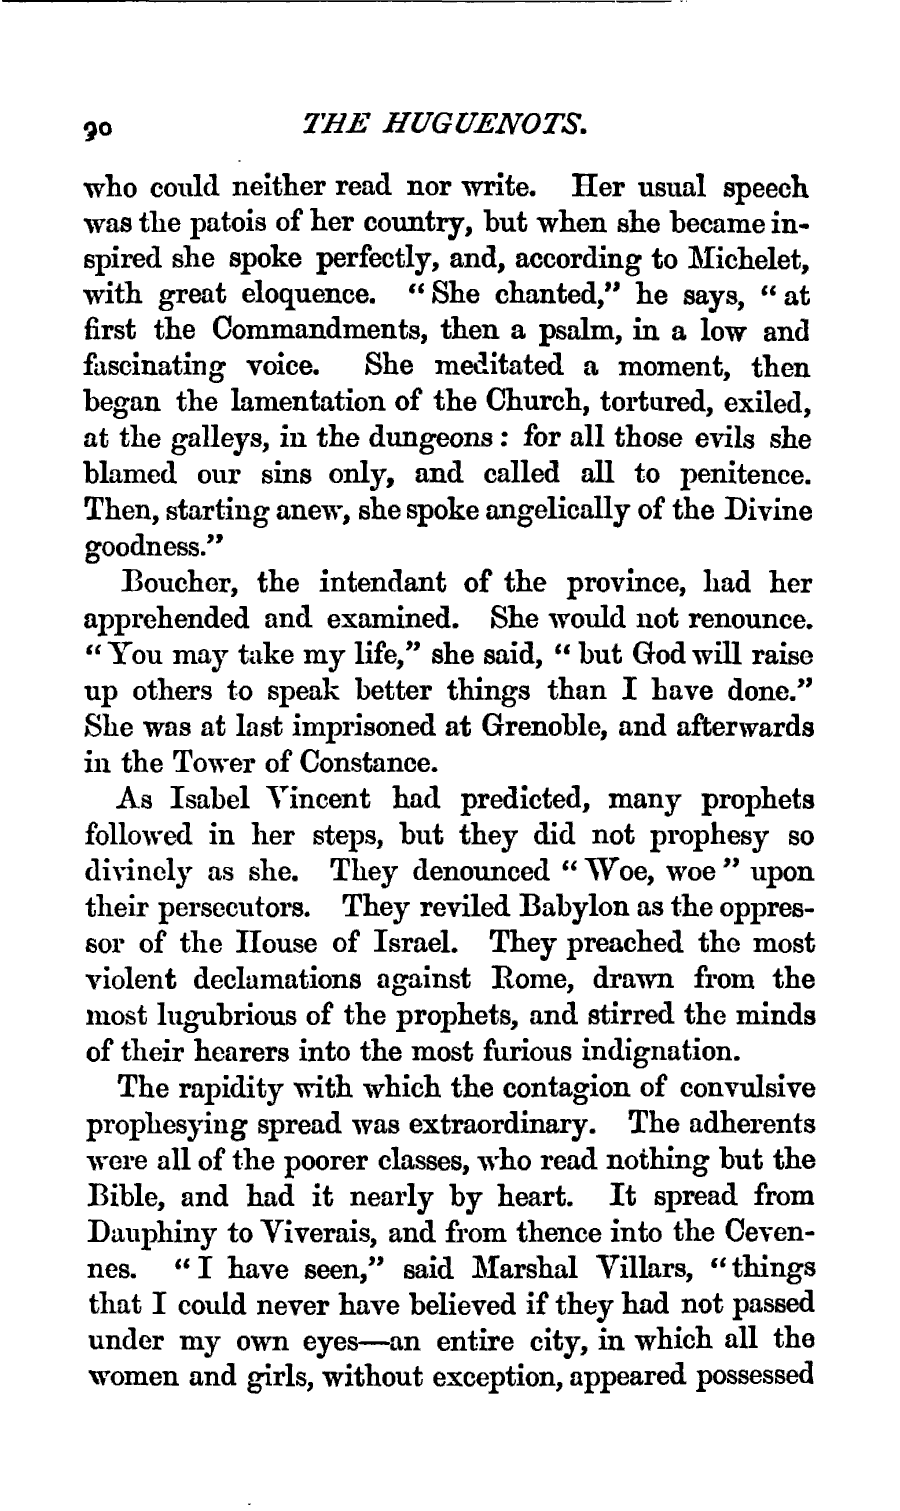 90 THE HUGUENOTS.
who could neither read nor write. Her usual speech
was the patois of her country, but when she became in-
spired she spoke perfectly, and, according to Michelet,
with great eloquence. "She chanted," he says, "at
first the Commandments, then a psalm, in a low and
fascinating voice. She meditated a moment, then
began the lamentation of the Church, tortured, exiled,
at the galleys, in the dungeons: for all those evils she
blamed our sins only, and called all to penitence.
Then, starting anew, she spoke angelically of the Divine
goodness."
Boucher, the intendant of the province, had her
apprehended and examined. She would not renounce.
"You may take my life," she said, "but God will raise
up others to speak better things than I have done."
She was at last imprisoned at Grenoble, and afterwards
in the Tower of Constance.
As Isabel Vincent had predicted, many prophets
followed in her steps, but they did not prophesy so
divinely as she. They denounced "Woe, woe" upon
their persecutors. They reviled Babylon as the oppres-
sor of the House of Israel. They preached the most
violent declamations against Rome, drawn from the
most lugubrious of the prophets, and stirred the minds
of their hearers into the most furious indignation.
The rapidity with which the contagion of convulsive
prophesying spread was extraordinary. The adherents
were all of the poorer classes, who read nothing but the
Bible, and had it nearly by heart. It spread from
Dauphiny to Viverais, and from thence into the Ceven-
nes. "I have seen," said Marshal Villars, "things
that I could never have believed if they had not passed
under my own eyes—an entire city, in which all the
women and girls, without exception, appeared possessed